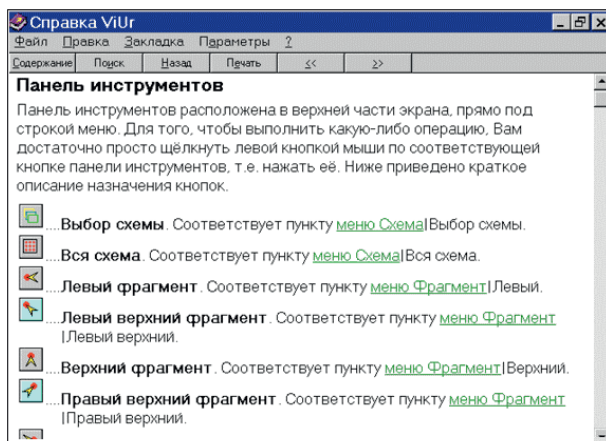 Справка ViUr
Файл Правка Закладка Параметры ?
Содержание Поиск Назад Печать << >>
Панель инструментов
Панель инструментов расположена в верхней части экрана, прямо под
строкой меню. Для того, чтобы выполнить какую-либо операцию, Вам
достаточно просто щёлкнуть левой кнопкой мыши по соответствующей
кнопке панели инструментов, т.е. нажать её. Ниже приведено краткое
описание назначения кнопок.
....Выбор схемы. Соответствует пункту меню Схема|Выбор схемы.
....Вся схема. Соответствует пункту меню Схема|Вся схема.
....Левый фрагмент. Соответствует пункту меню Фрагмент|Левый.
....Левый верхний фрагмент. Соответствует пункту меню Фрагмент
|Левый верхний.
....Верхний фрагмент. Соответствует пункту меню Фрагмент|Верхний.
....Правый верхний фрагмент. Соответствует пункту меню Фрагмент
|Правый верхний.